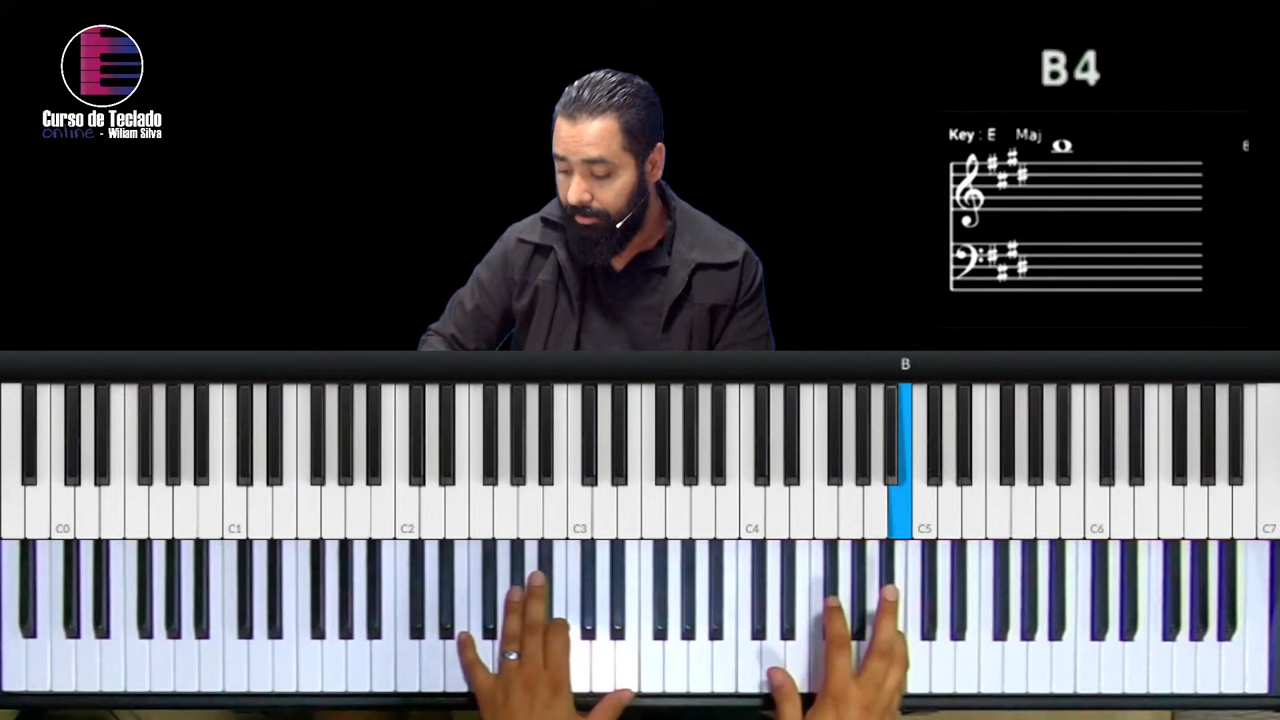 Curso de Teclado
online - Wiliam Silva
B4
Key : E Maj
B
C0 C1 C2 C3 C4 C5 C6 C7